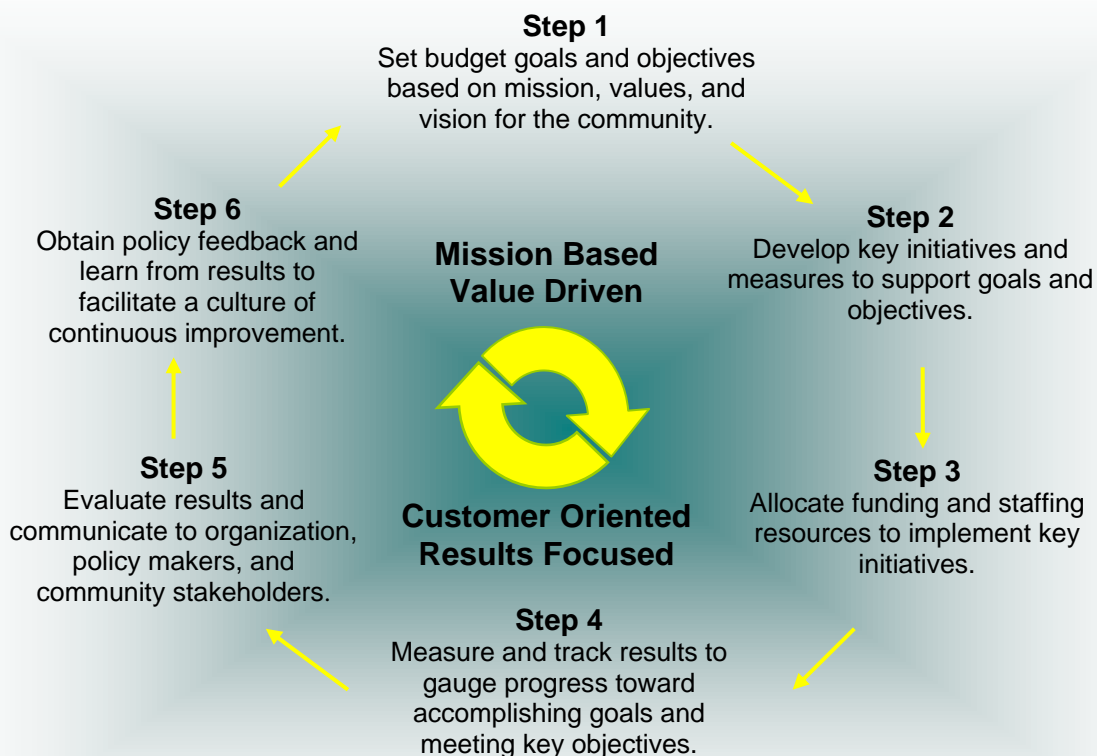 Step 1
Set budget goals and objectives
based on mission, values, and
vision for the community.
Step 2
Develop key initiatives and
measures to support goals and
objectives.
Step 3
Allocate funding and staffing
resources to implement key
initiatives.
Step 4
Measure and track results to
gauge progress toward
accomplishing goals and
meeting key objectives.
Step 5
Evaluate results and
communicate to organization,
policy makers, and
community stakeholders.
Step 6
Obtain policy feedback and
learn from results to
facilitate a culture of
continuous improvement.
Mission Based
Value Driven
Customer Oriented
Results Focused